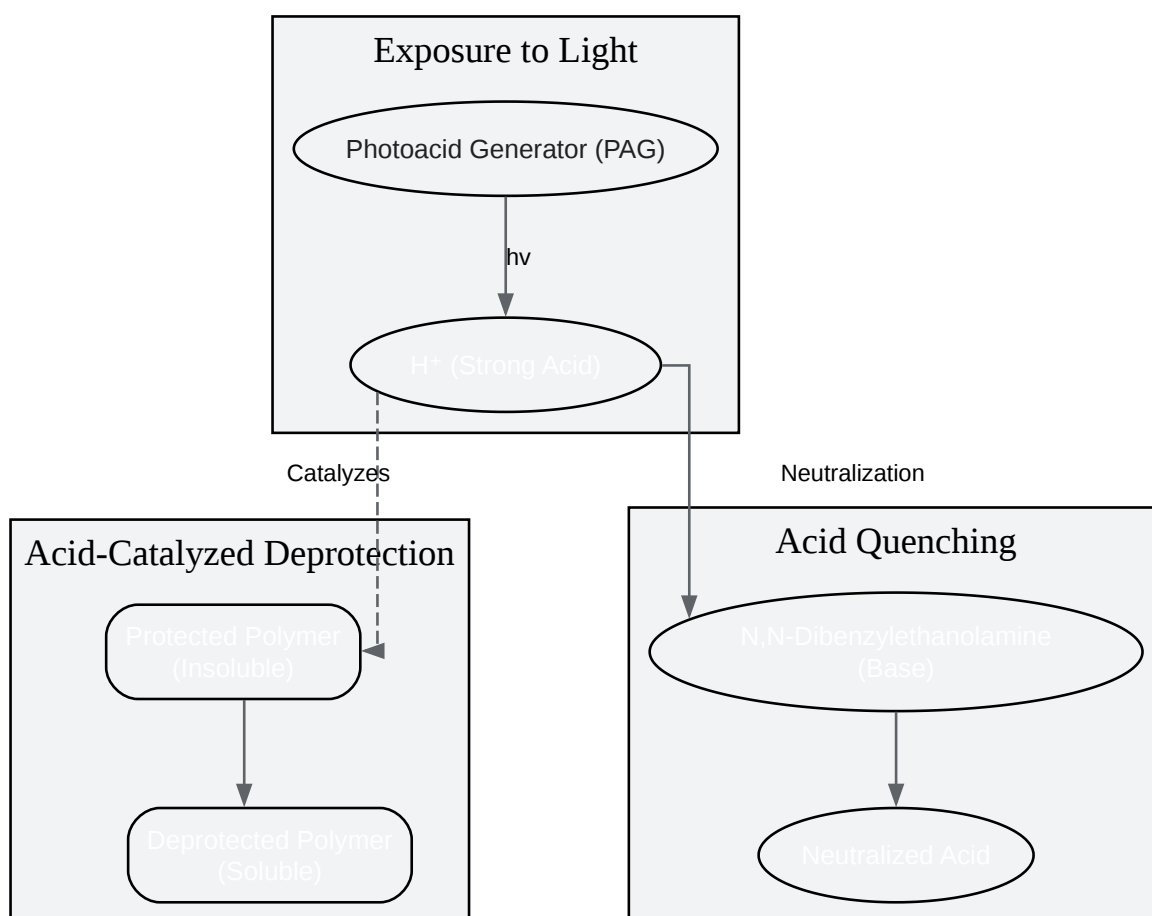 Exposure to Light
Photoacid Generator (PAG)
hv
H⁺ (Strong Acid)
Catalyzes
Neutralization
Acid-Catalyzed Deprotection
Protected Polymer
(Insoluble)
Deprotected Polymer
(Soluble)
Acid Quenching
N,N-Dibenzylethanolamine
(Base)
Neutralized Acid